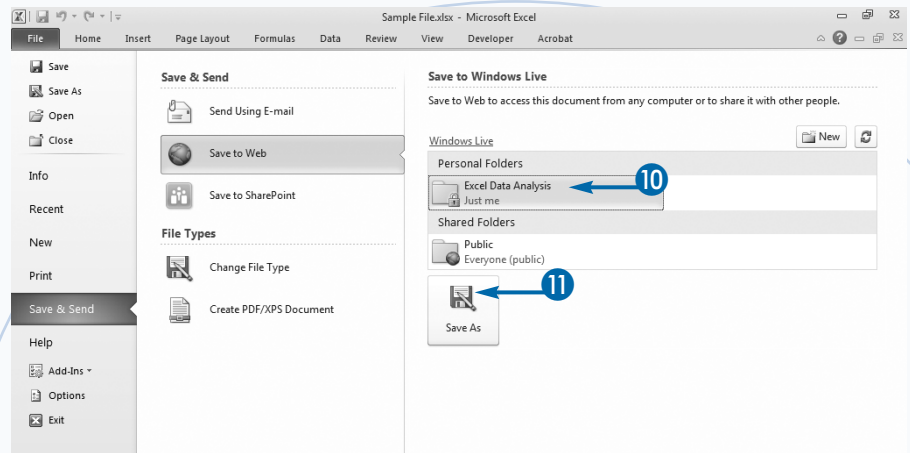 Sample File.xlsx - Microsoft Excel
File Home Insert Page Layout Formulas Data Review View Developer Acrobat
Save
Save As
Open
Close
Info
Recent
New
Print
Save & Send
Help
Add-Ins
Options
Exit
Save & Send
Send Using E-mail
Save to Web
Save to SharePoint
File Types
Change File Type
Create PDF/XPS Document
Save to Windows Live
Save to Web to access this document from any computer or to share it with other people.
Windows Live
New
Personal Folders
Excel Data Analysis
10
Just me
Shared Folders
Public
Everyone (public)
11
Save As